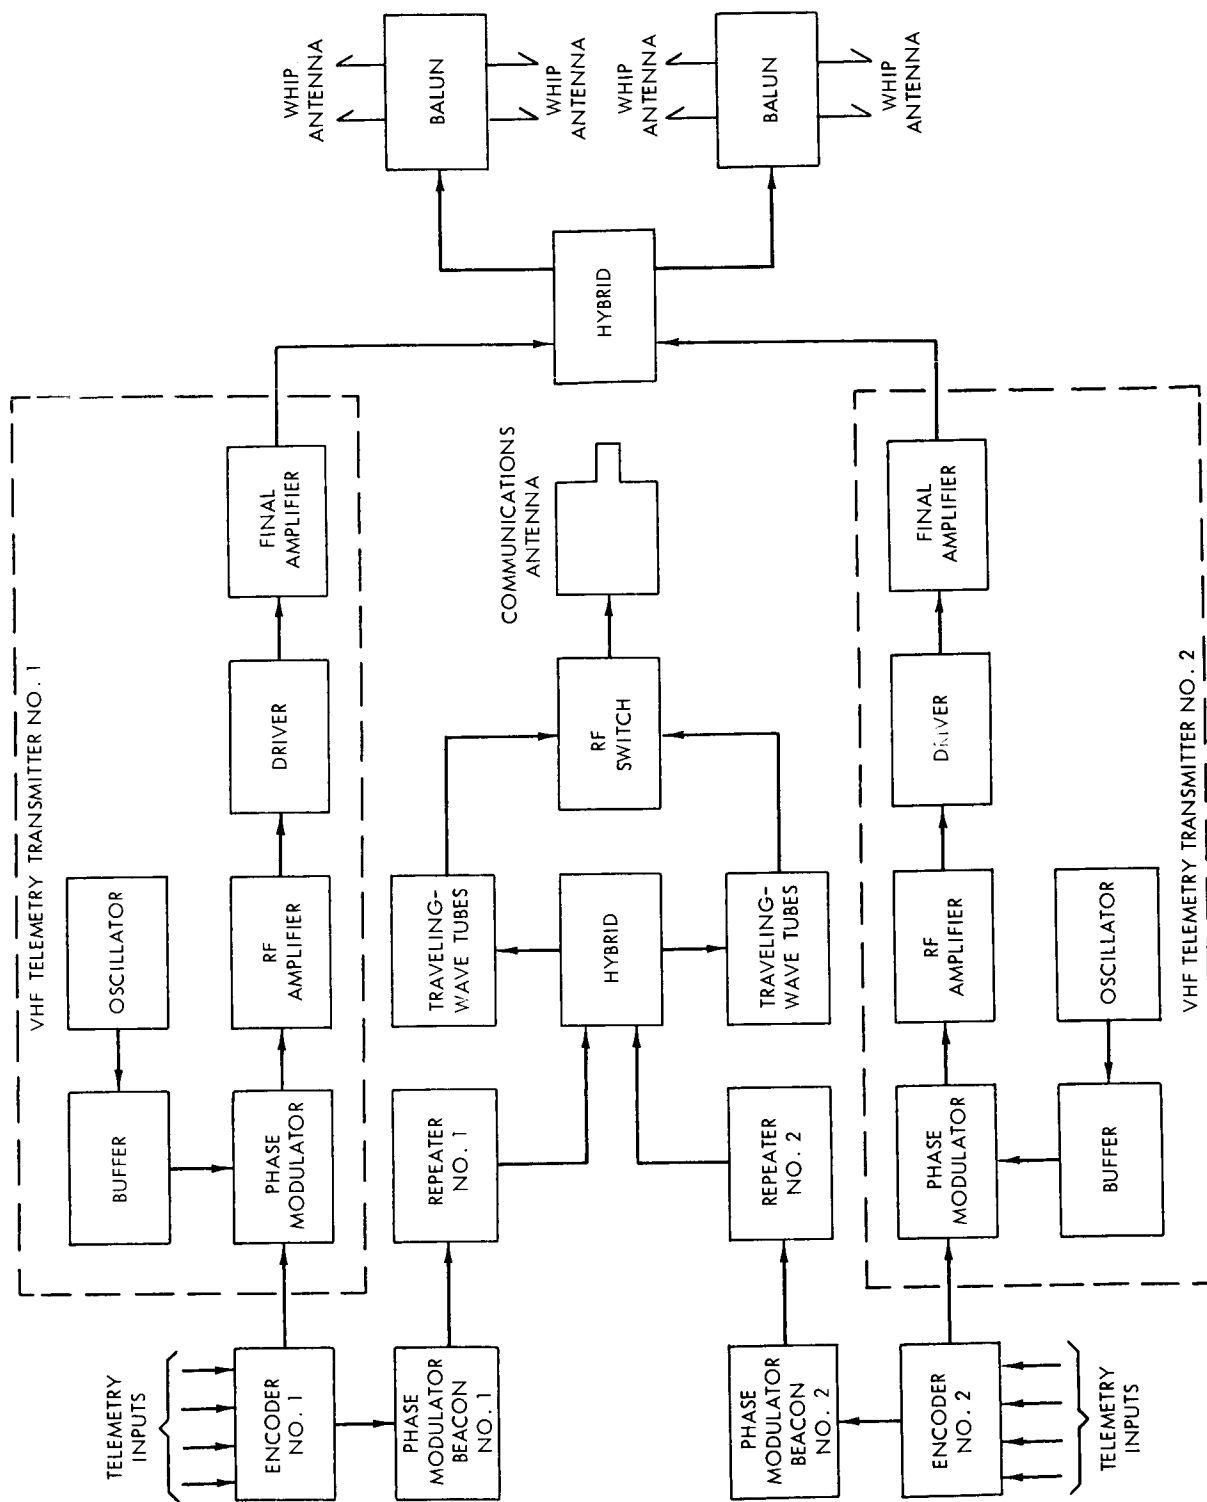 TELEMETRY
INPUTS
ENCODER
NO. 1
PHASE
MODULATOR
BEACON
NO. 1
VHF TELEMETRY TRANSMITTER NO. 1
BUFFER
OSCILLATOR
PHASE
MODULATOR
RF
AMPLIFIER
DRIVER
FINAL
AMPLIFIER
REPEATER
NO. 1
TRAVELING-
WAVE TUBES
HYBRID
TRAVELING-
WAVE TUBES
RF
SWITCH
COMMUNICATIONS
ANTENNA
REPEATER
NO. 2
PHASE
MODULATOR
BEACON
NO. 2
ENCODER
NO. 2
TELEMETRY
INPUTS
PHASE
MODULATOR
RF
AMPLIFIER
DRIVER
FINAL
AMPLIFIER
BUFFER
OSCILLATOR
VHF TELEMETRY TRANSMITTER NO. 2
HYBRID
WHIP
ANTENNA
BALUN
WHIP
ANTENNA
WHIP
ANTENNA
BALUN
WHIP
ANTENNA